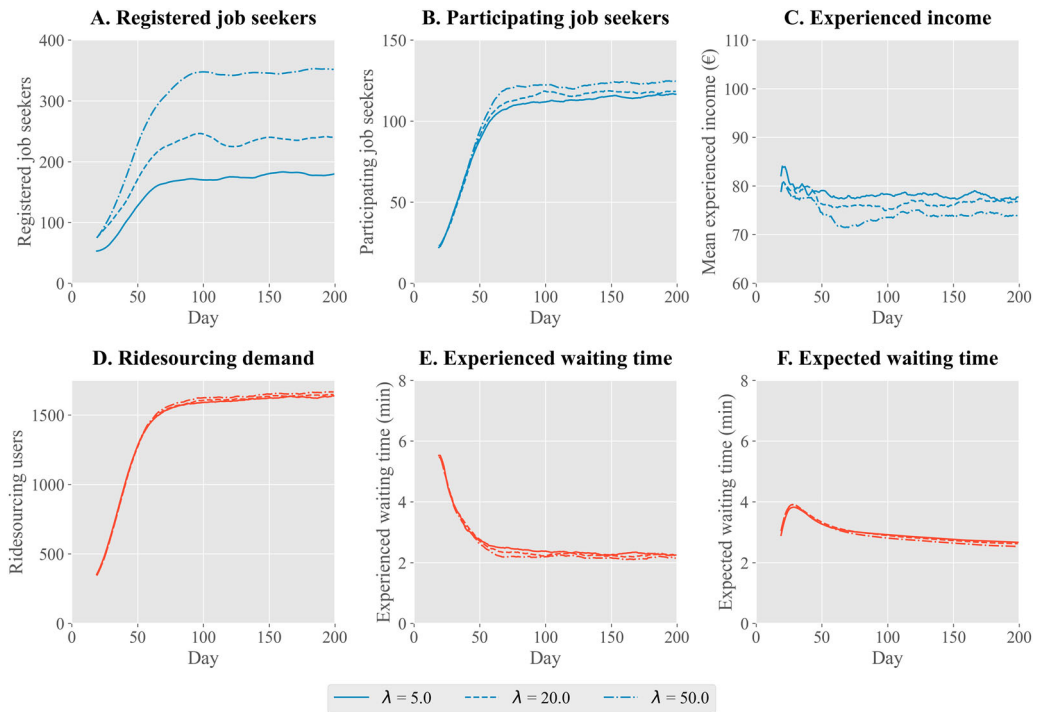 A. Registered job seekers
400
300
200
100
0
0 50 100 150 200
Registered job seekers
Day
B. Participating job seekers
150
100
50
0
0 50 100 150 200
Participating job seekers
Day
C. Experienced income
110
100
90
80
70
60
0 50 100 150 200
Mean experienced income (€)
Day
D. Ridesourcing demand
1500
1000
500
0
0 50 100 150 200
Ridesourcing users
Day
E. Experienced waiting time
8
6
4
2
0
0 50 100 150 200
Experienced waiting time (min)
Day
F. Expected waiting time
8
6
4
2
0
0 50 100 150 200
Expected waiting time (min)
Day
λ = 5.0 λ = 20.0 λ = 50.0